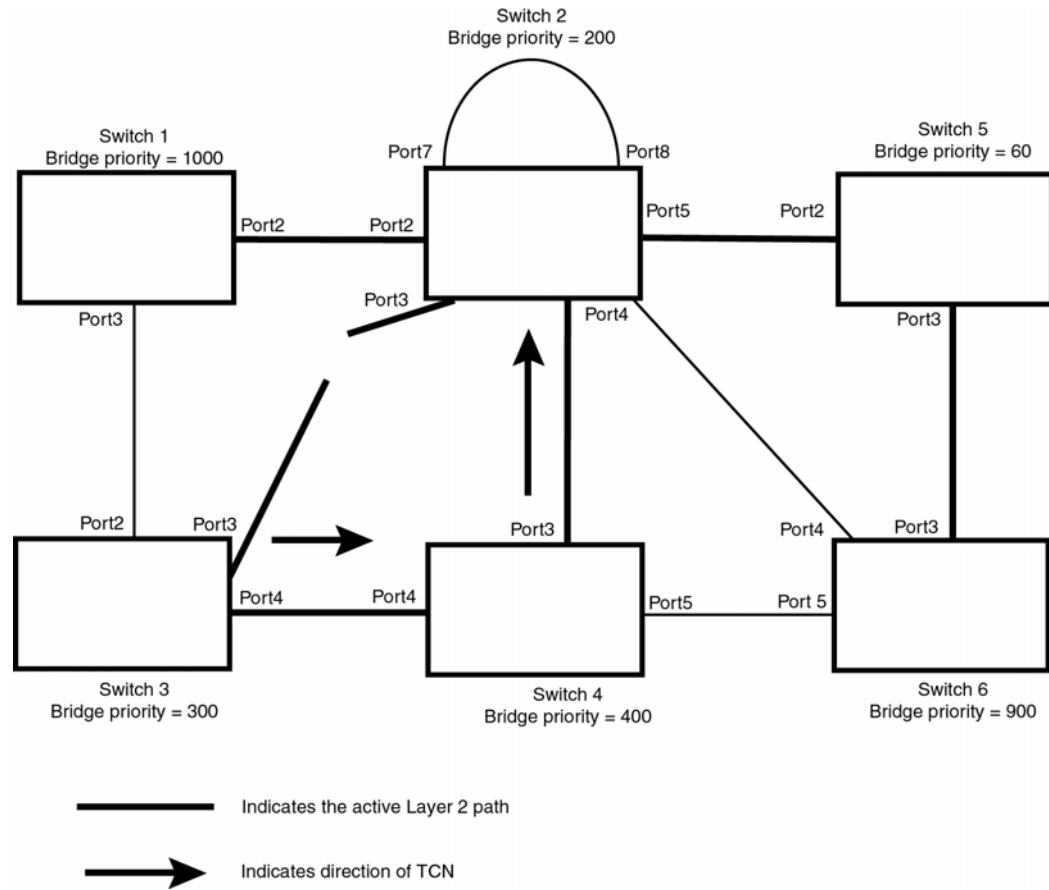 Switch 2
Bridge priority = 200
Switch 1
Bridge priority = 1000
Switch 5
Bridge priority = 60
Port7
Port8
Port2
Port2
Port5
Port2
Port3
Port3
Port4
Port3
Port2
Port3
Port3
Port4
Port3
Port4
Port4
Port5
Port 5
Switch 3
Bridge priority = 300
Switch 4
Bridge priority = 400
Switch 6
Bridge priority = 900
Indicates the active Layer 2 path
Indicates direction of TCN